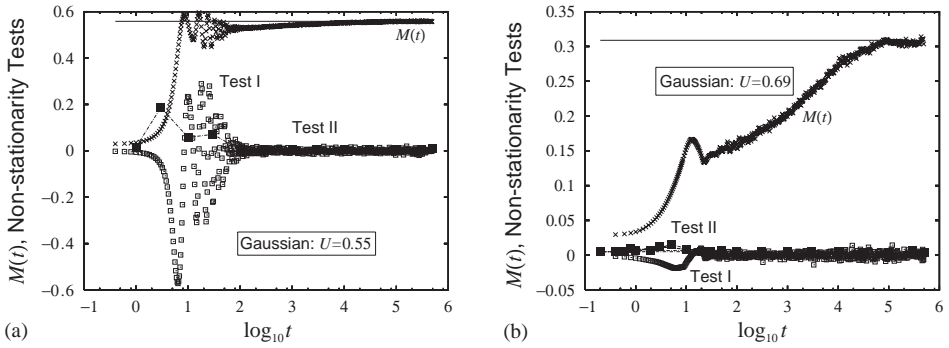 M(t), Non-stationarity Tests
0.6
0.4
0.2
0
−0.2
−0.4
−0.6
M(t)
Test I
Test II
Gaussian: U=0.55
−1 0 1 2 3 4 5 6
(a)
log10 t
M(t), Non-stationarity Tests
0.35
0.3
0.25
0.2
0.15
0.1
0.05
0
−0.05
Gaussian: U=0.69
M(t)
Test II
Test I
−1 0 1 2 3 4 5 6
(b)
log10 t